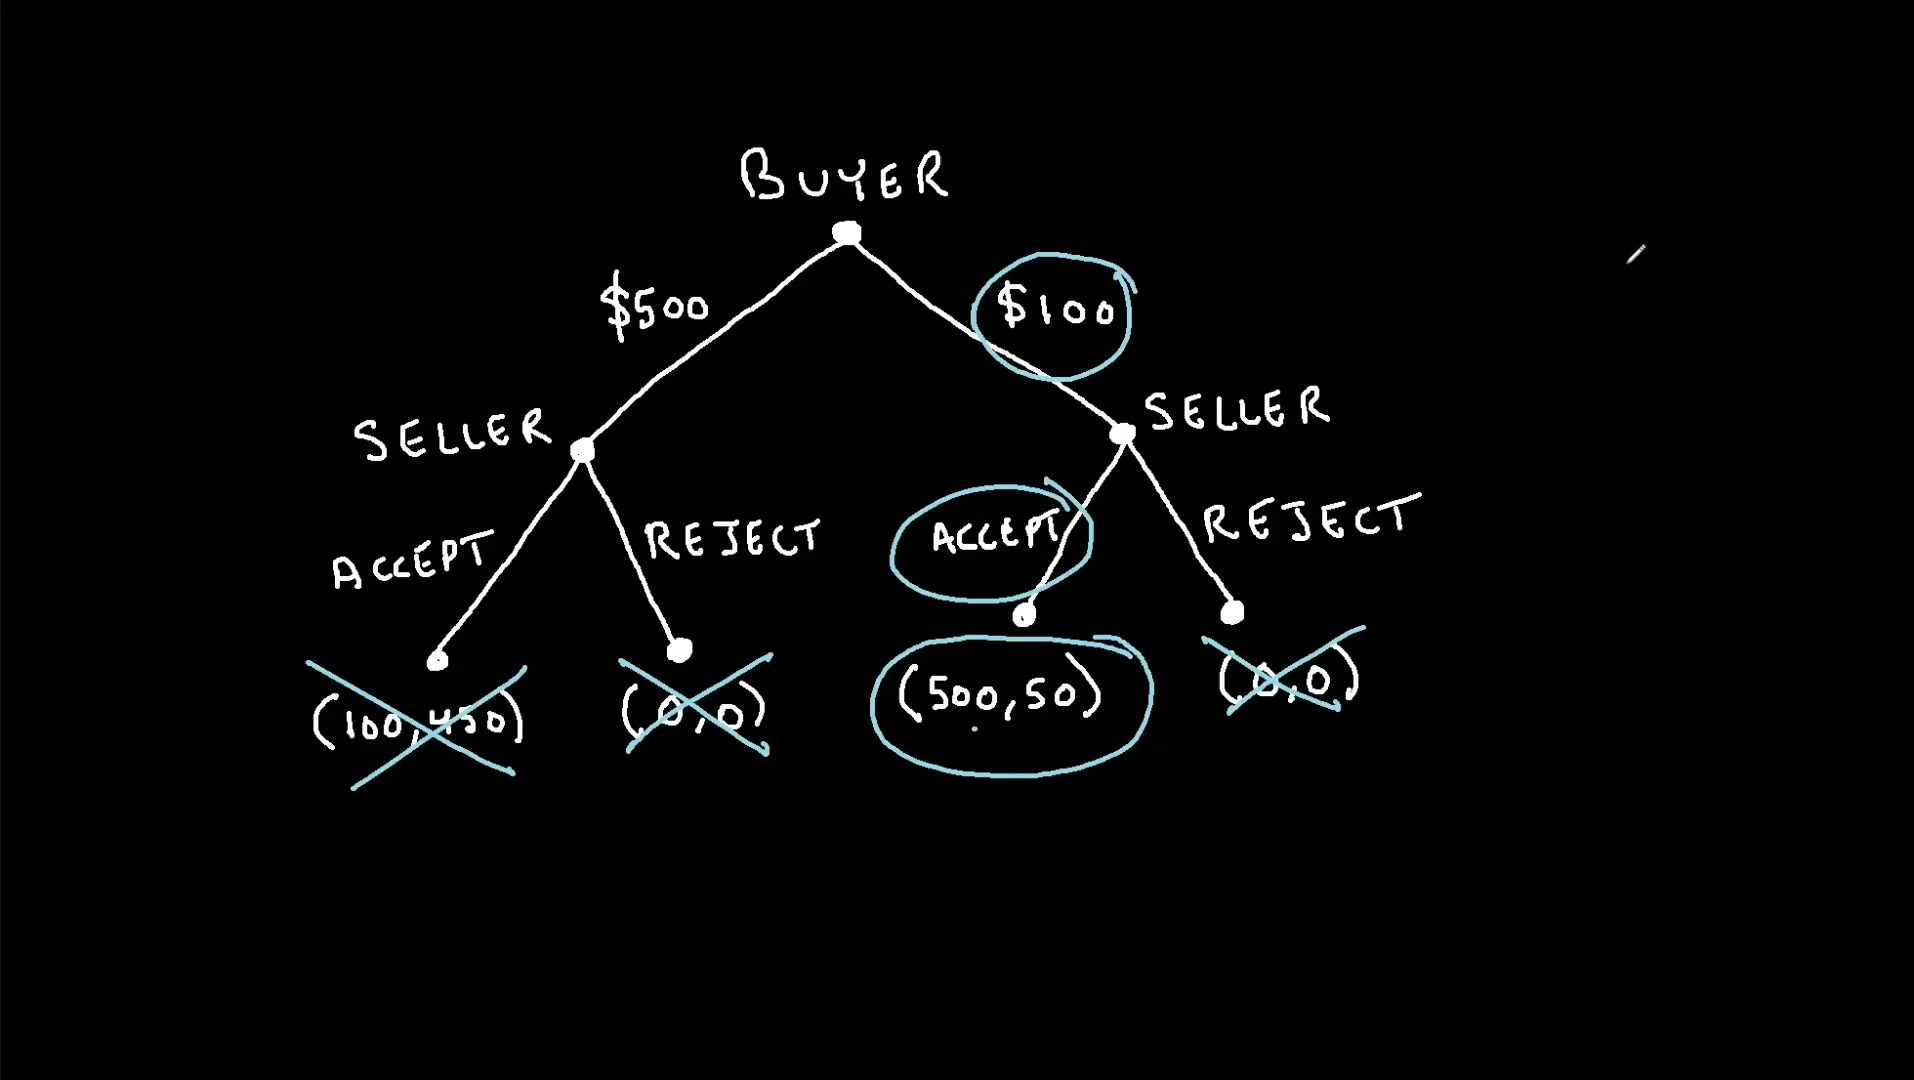 BUYER
$500
$100
SELLER
SELLER
ACCEPT
REJECT
ACCEPT
REJECT
(100,450)
(0,0)
(500,50)
(0,0)